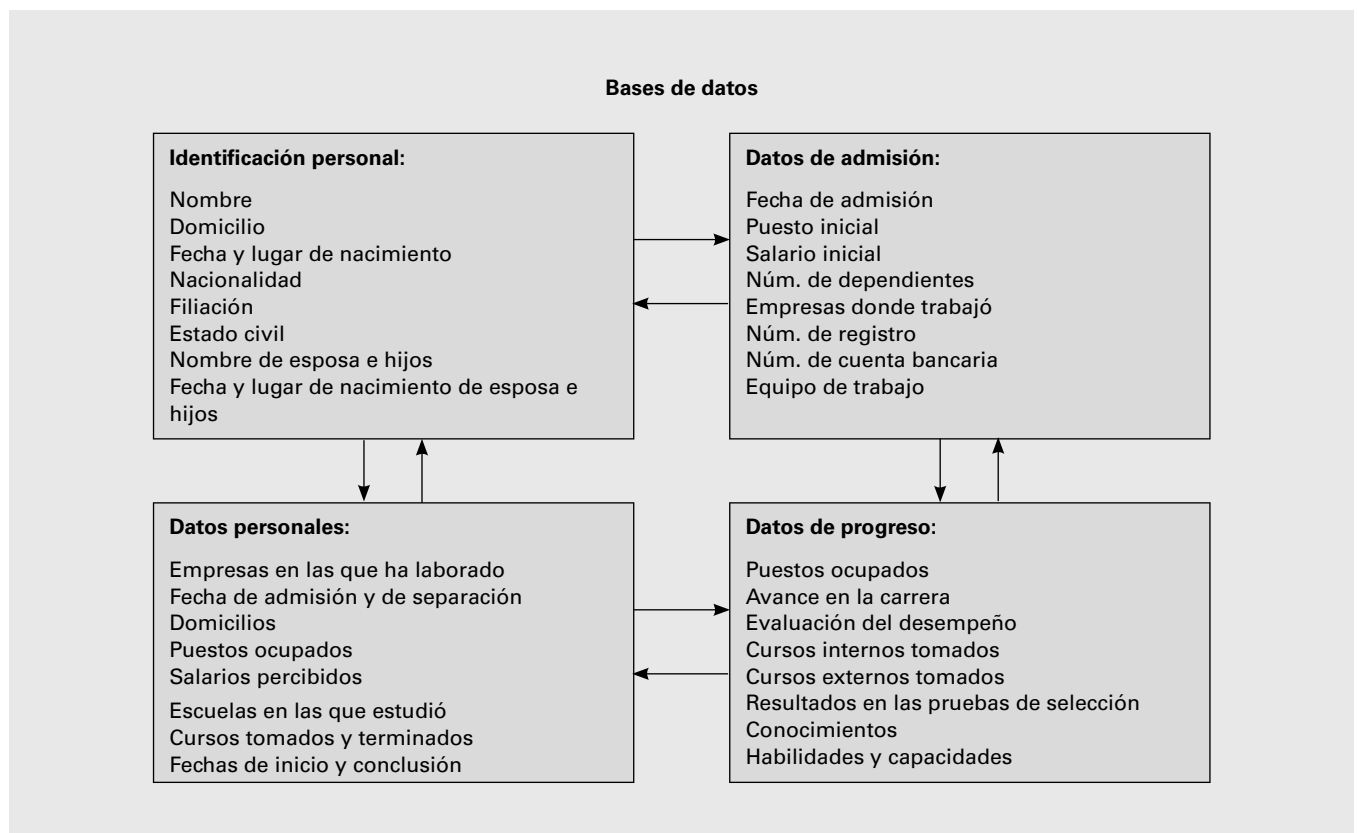 Bases de datos
Identificación personal:
Nombre
Domicilio
Fecha y lugar de nacimiento
Nacionalidad
Filiación
Estado civil
Nombre de esposa e hijos
Fecha y lugar de nacimiento de esposa e
hijos
Datos de admisión:
Fecha de admisión
Puesto inicial
Salario inicial
Núm. de dependientes
Empresas donde trabajó
Núm. de registro
Núm. de cuenta bancaria
Equipo de trabajo
Datos personales:
Empresas en las que ha laborado
Fecha de admisión y de separación
Domicilios
Puestos ocupados
Salarios percibidos
Escuelas en las que estudió
Cursos tomados y terminados
Fechas de inicio y conclusión
Datos de progreso:
Puestos ocupados
Avance en la carrera
Evaluación del desempeño
Cursos internos tomados
Cursos externos tomados
Resultados en las pruebas de selección
Conocimientos
Habilidades y capacidades